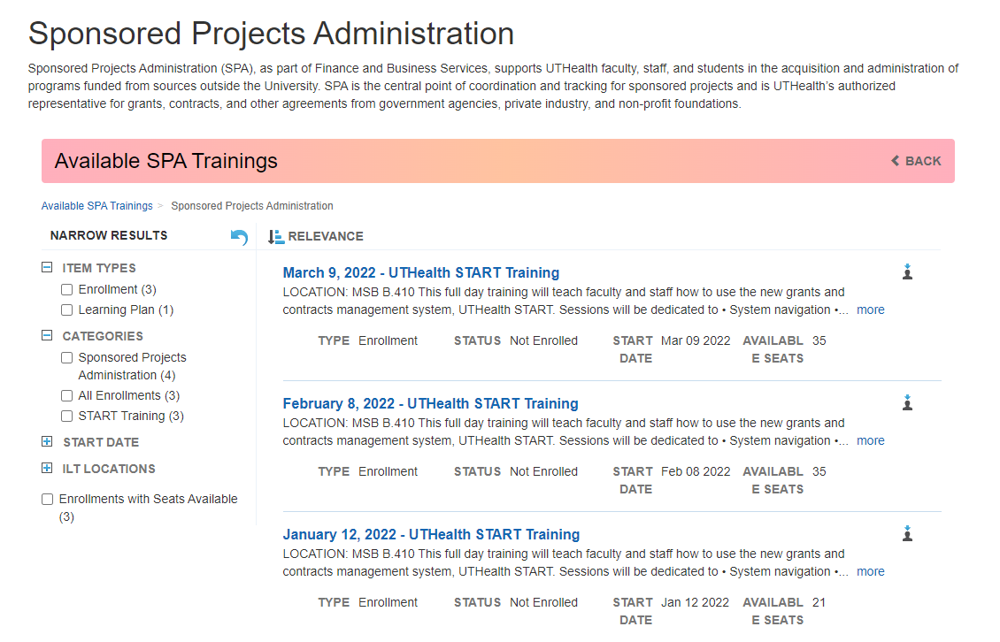 Sponsored Projects Administration
Sponsored Projects Administration (SPA), as part of Finance and Business Services, supports UTHealth faculty, staff, and students in the acquisition and administration of
programs funded from sources outside the University. SPA is the central point of coordination and tracking for sponsored projects and is UTHealth's authorized
representative for grants, contracts, and other agreements from government agencies, private industry, and non-profit foundations.
Available SPA Trainings
BACK
Available SPA Trainings > Sponsored Projects Administration
NARROW RESULTS
ITEM TYPES
Enrollment (3)
Learning Plan (1)
CATEGORIES
Sponsored Projects
Administration (4)
All Enrollments (3)
START Training (3)
START DATE
ILT LOCATIONS
Enrollments with Seats Available
(3)
RELEVANCE
March 9, 2022 - UTHealth START Training
LOCATION: MSB B.410 This full day training will teach faculty and staff how to use the new grants and
contracts management system, UTHealth START. Sessions will be dedicated to • System navigation •... more
TYPE Enrollment STATUS Not Enrolled START Mar 09 2022 AVAILABL 35
DATE E SEATS
February 8, 2022 - UTHealth START Training
LOCATION: MSB B.410 This full day training will teach faculty and staff how to use the new grants and
contracts management system, UTHealth START. Sessions will be dedicated to • System navigation •... more
TYPE Enrollment STATUS Not Enrolled START Feb 08 2022 AVAILABL 35
DATE E SEATS
January 12, 2022 - UTHealth START Training
LOCATION: MSB B.410 This full day training will teach faculty and staff how to use the new grants and
contracts management system, UTHealth START. Sessions will be dedicated to • System navigation •... more
TYPE Enrollment STATUS Not Enrolled START Jan 12 2022 AVAILABL 21
DATE E SEATS